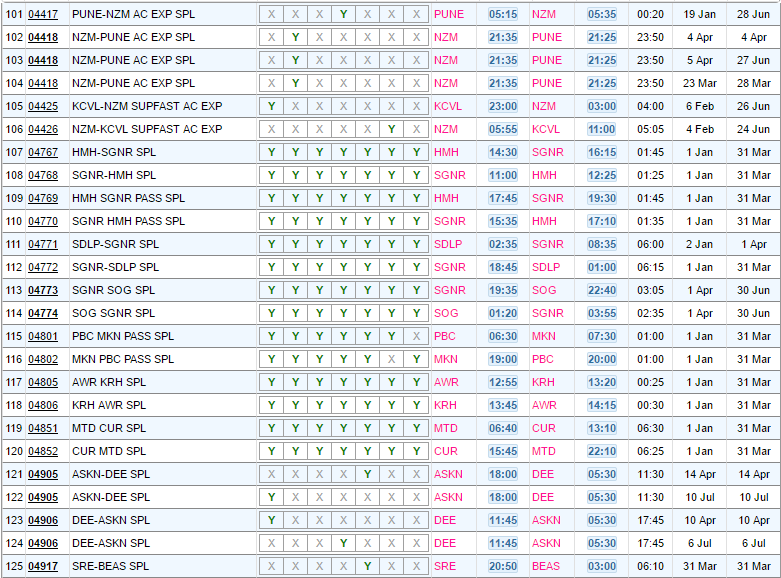 101 04417 PUNE-NZM AC EXP SPL X X X Y X X X PUNE 05:15 NZM 05:35 00:20 19 Jan 28 Jun
102 04418 NZM-PUNE AC EXP SPL X Y X X X X X NZM 21:35 PUNE 21:25 23:50 4 Apr 4 Apr
103 04418 NZM-PUNE AC EXP SPL X Y X X X X X NZM 21:35 PUNE 21:25 23:50 5 Apr 27 Jun
104 04418 NZM-PUNE AC EXP SPL X Y X X X X X NZM 21:35 PUNE 21:25 23:50 23 Mar 28 Mar
105 04425 KCVL-NZM SUPFAST AC EXP Y X X X X X X KCVL 23:00 NZM 03:00 04:00 6 Feb 26 Jun
106 04426 NZM-KCVL SUPFAST AC EXP X X X X X Y X NZM 05:55 KCVL 11:00 05:05 4 Feb 24 Jun
107 04767 HMH-SGNR SPL Y Y Y Y Y Y Y HMH 14:30 SGNR 16:15 01:45 1 Jan 31 Mar
108 04768 SGNR-HMH SPL Y Y Y Y Y Y Y SGNR 11:00 HMH 12:25 01:25 1 Jan 31 Mar
109 04769 HMH SGNR PASS SPL Y Y Y Y Y Y Y HMH 17:45 SGNR 19:30 01:45 1 Jan 31 Mar
110 04770 SGNR HMH PASS SPL Y Y Y Y Y Y Y SGNR 15:35 HMH 17:10 01:35 1 Jan 31 Mar
111 04771 SDLP-SGNR SPL Y Y Y Y Y Y Y SDLP 02:35 SGNR 08:35 06:00 2 Jan 1 Apr
112 04772 SGNR-SDLP SPL Y Y Y Y Y Y Y SGNR 18:45 SDLP 01:00 06:15 1 Jan 31 Mar
113 04773 SGNR SOG SPL Y Y Y Y Y Y Y SGNR 19:35 SOG 22:40 03:05 1 Apr 30 Jun
114 04774 SOG SGNR SPL Y Y Y Y Y Y Y SOG 01:20 SGNR 03:55 02:35 1 Apr 30 Jun
115 04801 PBC MKN PASS SPL Y Y Y Y Y Y X PBC 06:30 MKN 07:30 01:00 1 Jan 31 Mar
116 04802 MKN PBC PASS SPL Y Y Y Y Y X Y MKN 19:00 PBC 20:00 01:00 1 Jan 31 Mar
117 04805 AWR KRH SPL Y Y Y Y Y Y Y AWR 12:55 KRH 13:20 00:25 1 Jan 31 Mar
118 04806 KRH AWR SPL Y Y Y Y Y Y Y KRH 13:45 AWR 14:15 00:30 1 Jan 31 Mar
119 04851 MTD CUR SPL Y Y Y Y Y Y Y MTD 06:40 CUR 13:10 06:30 1 Jan 31 Mar
120 04852 CUR MTD SPL Y Y Y Y Y Y Y CUR 15:45 MTD 22:10 06:25 1 Jan 31 Mar
121 04905 ASKN-DEE SPL X X X X Y X X ASKN 18:00 DEE 05:30 11:30 14 Apr 14 Apr
122 04905 ASKN-DEE SPL Y X X X X X X ASKN 18:00 DEE 05:30 11:30 10 Jul 10 Jul
123 04906 DEE-ASKN SPL Y X X X X X X DEE 11:45 ASKN 05:30 17:45 10 Apr 10 Apr
124 04906 DEE-ASKN SPL X X X Y X X X DEE 11:45 ASKN 05:30 17:45 6 Jul 6 Jul
125 04917 SRE-BEAS SPL X X X X Y X X SRE 20:50 BEAS 03:00 06:10 31 Mar 31 Mar